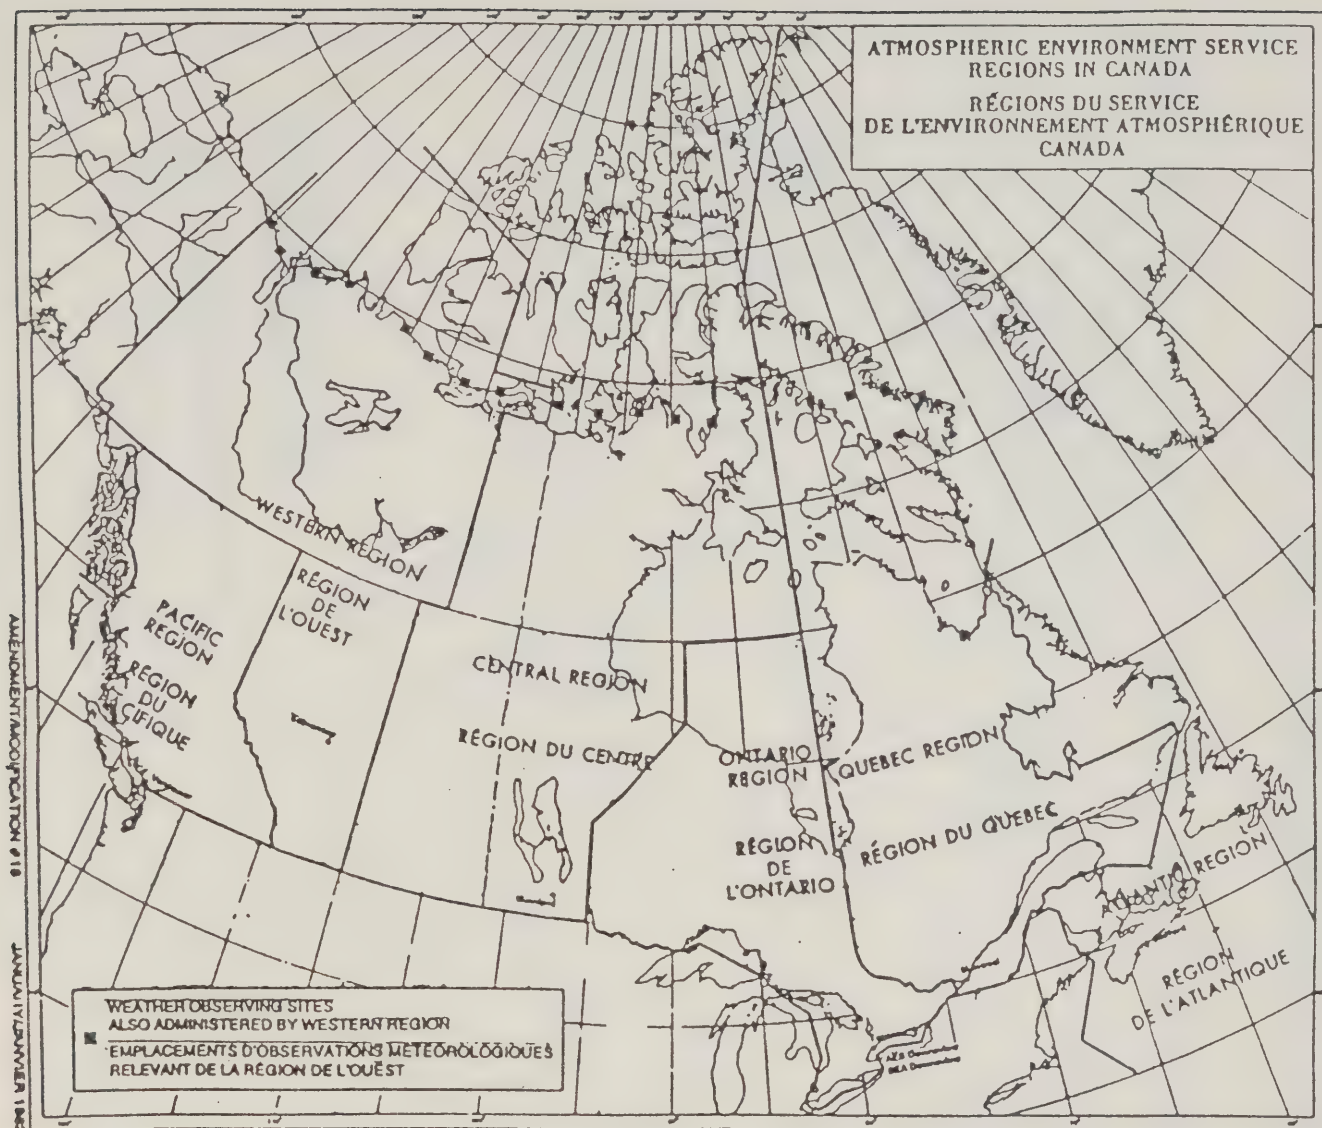 ATMOSPHERIC ENVIRONMENT SERVICE
REGIONS IN CANADA
RÉGIONS DU SERVICE
DE L'ENVIRONNEMENT ATMOSPHÉRIQUE
CANADA
WESTERN REGION
RÉGION
DE
L'OUEST
PACIFIC
REGION
RÉGION
DU
CIFIQUE
CENTRAL REGION
RÉGION DU CENTRE
ONTARIO
REGION
RÉGION
DE
L'ONTARIO
QUEBEC REGION
RÉGION DU QUÉBEC
ATLANTIC REGION
RÉGION
DE L'ATLANTIQUE
WEATHER OBSERVING SITES
ALSO ADMINISTERED BY WESTERN REGION
EMPLACEMENTS D'OBSERVATIONS MÉTÉOROLOGIQUES
RELEVANT DE LA RÉGION DE L'OUEST
AMENDMENT/MODIFICATION # 18